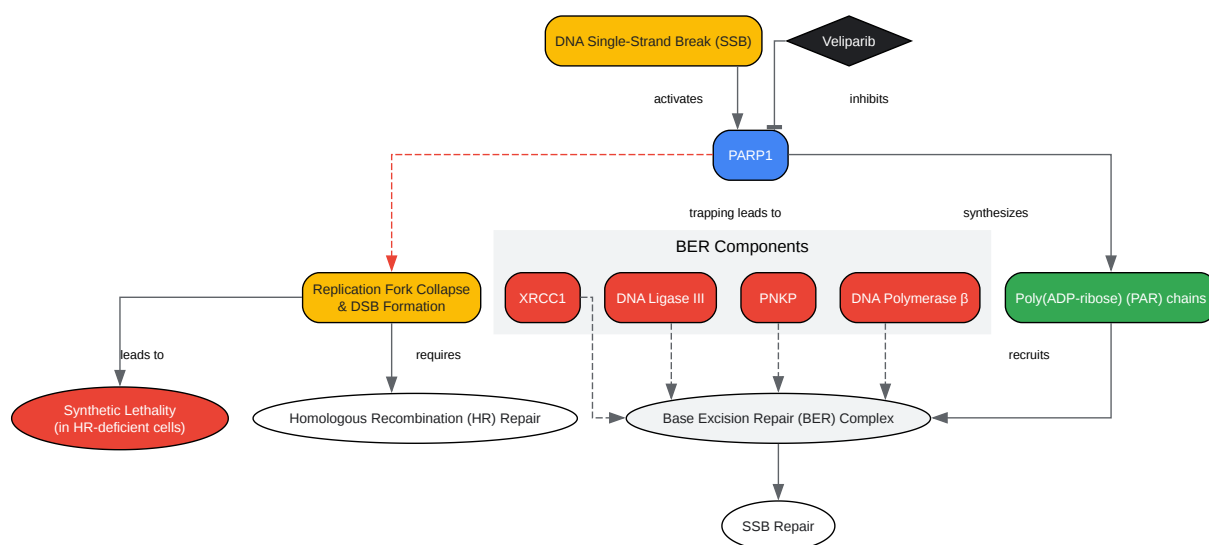 DNA Single-Strand Break (SSB)
Veliparib
activates
inhibits
PARP1
trapping leads to
synthesizes
BER Components
Replication Fork Collapse
& DSB Formation
XRCC1
DNA Ligase III
PNKP
DNA Polymerase β
Poly(ADP-ribose) (PAR) chains
leads to
requires
recruits
Synthetic Lethality
(in HR-deficient cells)
Homologous Recombination (HR) Repair
Base Excision Repair (BER) Complex
SSB Repair